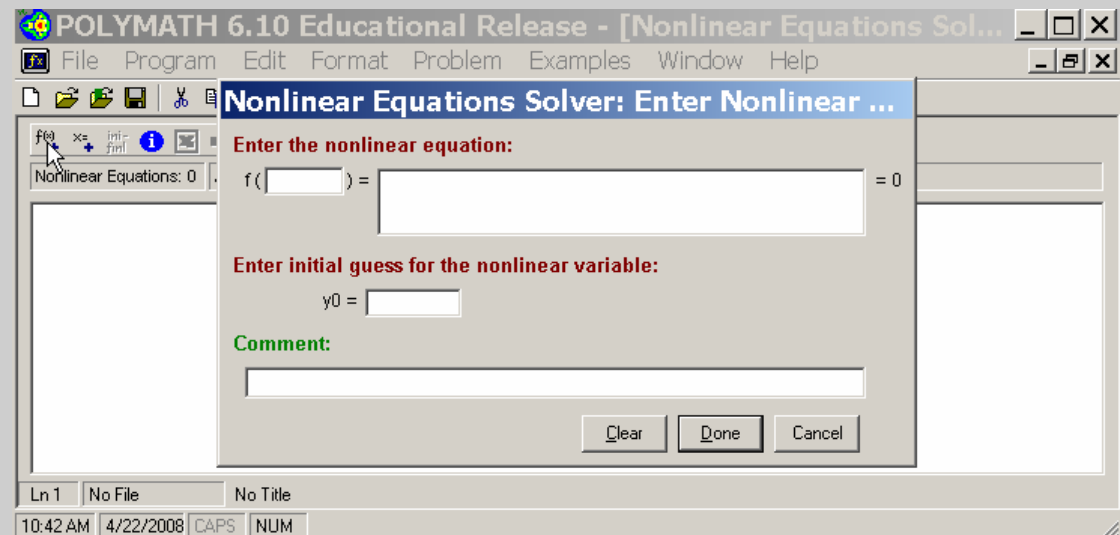 POLYMATH 6.10 Educational Release - [Nonlinear Equations Sol...
File Program Edit Format Problem Examples Window Help
Nonlinear Equations Solver: Enter Nonlinear ...
f(x) x= ini- finl
Enter the nonlinear equation:
Nonlinear Equations: 0
f ( ) = = 0
Enter initial guess for the nonlinear variable:
y0 =
Comment:
Clear Done Cancel
Ln 1 No File No Title
10:42 AM 4/22/2008 CAPS NUM